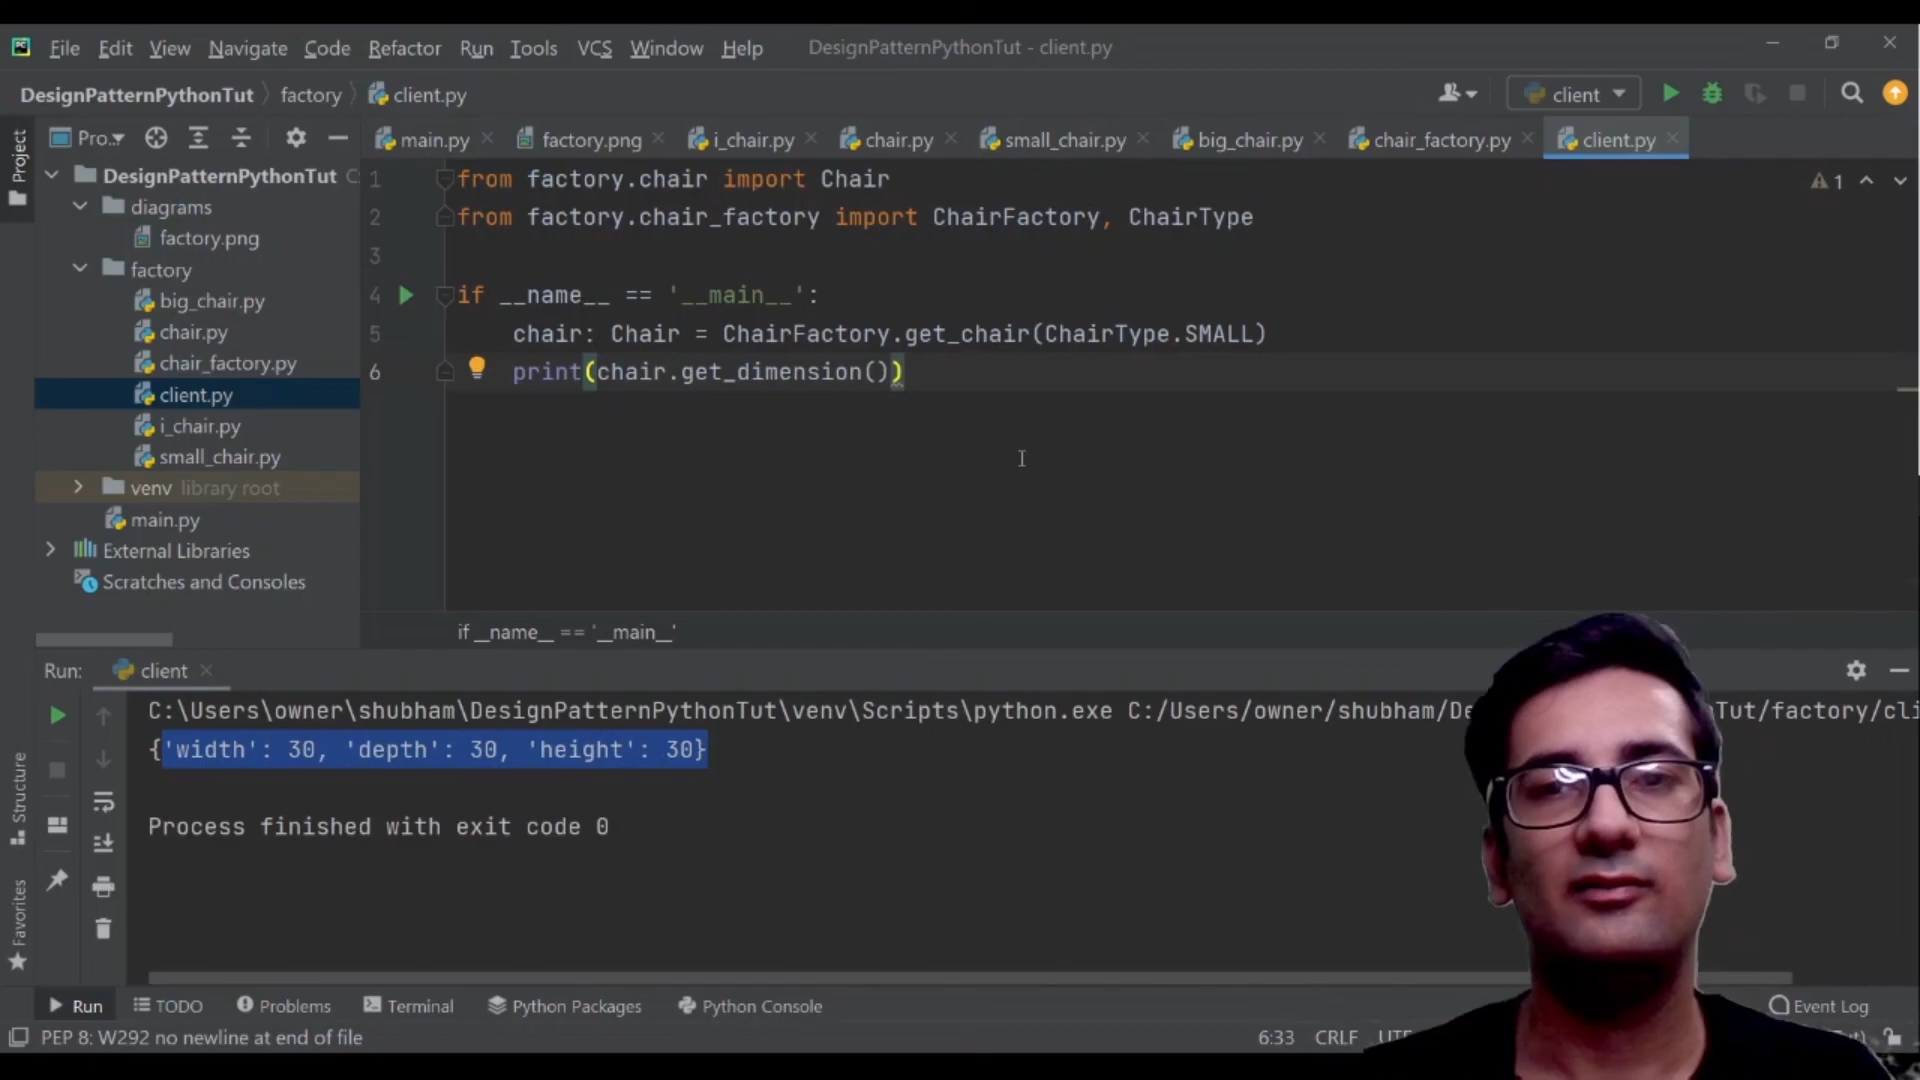 File Edit View Navigate Code Refactor Run Tools VCS Window Help DesignPatternPythonTut - client.py
DesignPatternPythonTut factory client.py client
Project
Pro... main.py factory.png i_chair.py chair.py small_chair.py big_chair.py chair_factory.py client.py
DesignPatternPythonTut C:
diagrams
factory.png
factory
big_chair.py
chair.py
chair_factory.py
client.py
i_chair.py
small_chair.py
venv library root
main.py
External Libraries
Scratches and Consoles
1 from factory.chair import Chair
2 from factory.chair_factory import ChairFactory, ChairType
3
4 if __name__ == '__main__':
5 chair: Chair = ChairFactory.get_chair(ChairType.SMALL)
6 print(chair.get_dimension())
1
if __name__ == '__main__'
Run: client
C:\Users\owner\shubham\DesignPatternPythonTut\venv\Scripts\python.exe C:/Users/owner/shubham/De nTut/factory/cli
{'width': 30, 'depth': 30, 'height': 30}
Process finished with exit code 0
Structure
Favorites
Run TODO Problems Terminal Python Packages Python Console Event Log
PEP 8: W292 no newline at end of file 6:33 CRLF